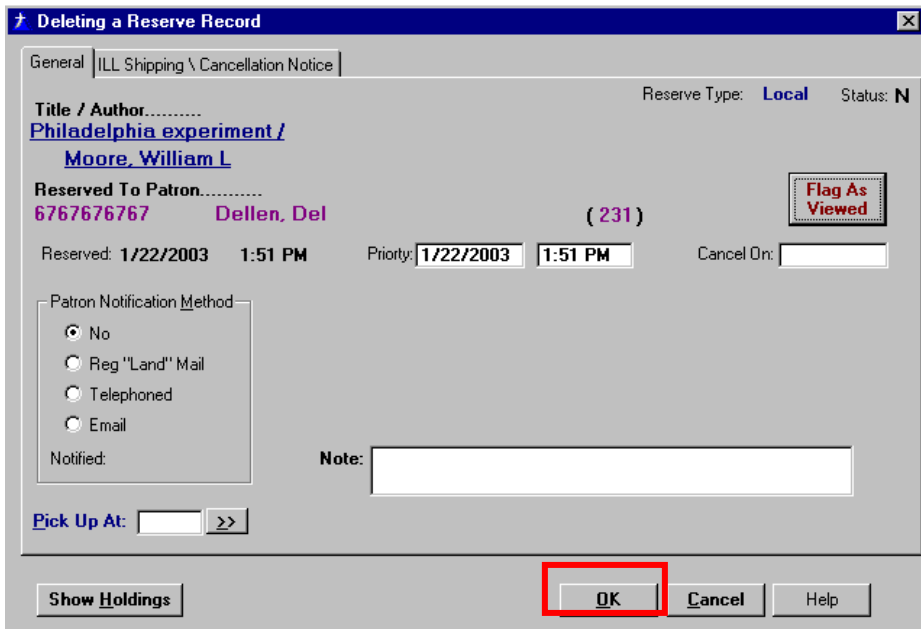 Deleting a Reserve Record
General ILL Shipping \ Cancellation Notice
Reserve Type: Local Status: N
Title / Author..........
Philadelphia experiment /
Moore, William L
Reserved To Patron...........
6767676767 Dellen, Del ( 231 )
Flag As
Viewed
Reserved: 1/22/2003 1:51 PM Priorty: 1/22/2003 1:51 PM Cancel On:
Patron Notification Method
No
Reg "Land" Mail
Telephoned
Email
Notified:
Note:
Pick Up At: >>
Show Holdings OK Cancel Help